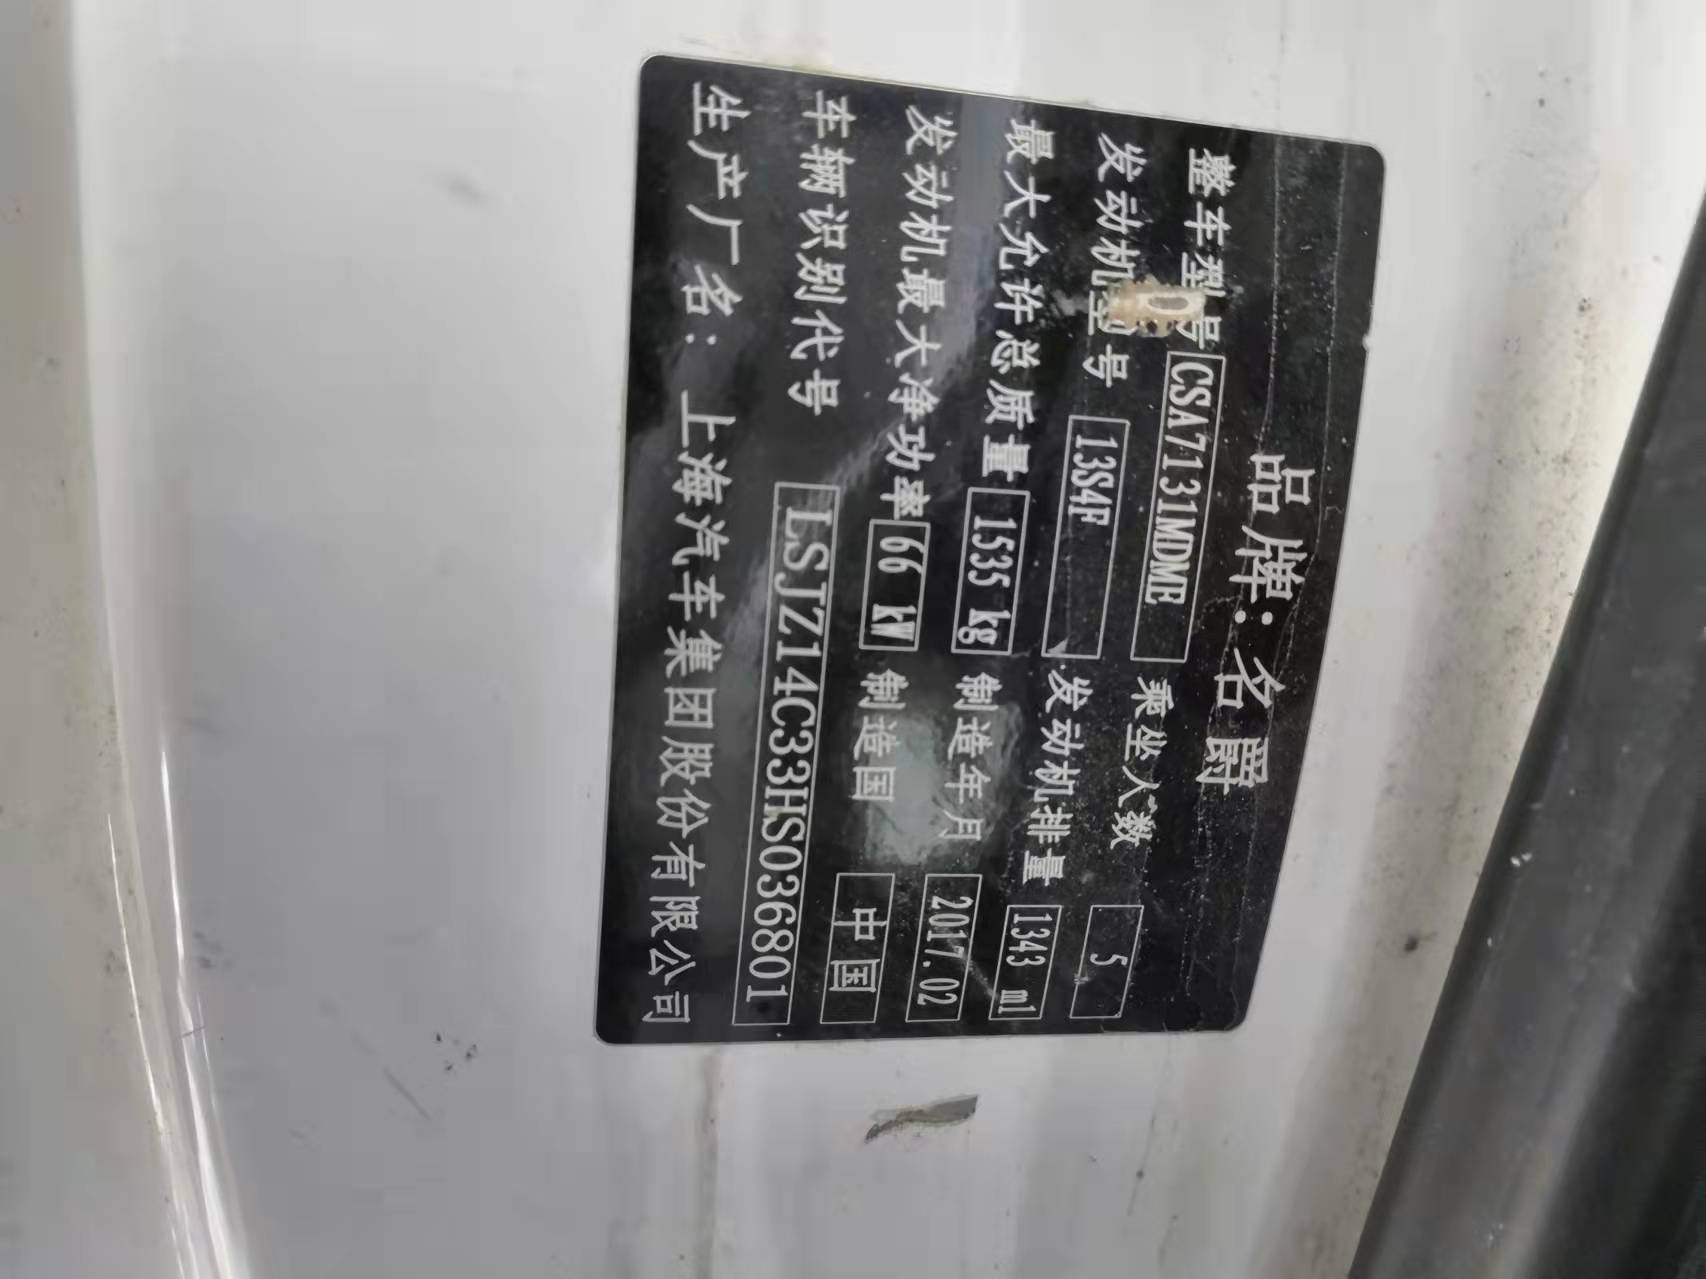 品牌：名爵
整车型号 CSA7131MDME 乘坐人数 5
发动机型号 13S4F 发动机排量 1343 ml
最大允许总质量 1535 kg 制造年月 2017.02
发动机最大净功率 66 kW 制造国 中国
车辆识别代号 LSJZ14C33HS036801
生产厂名：上海汽车集团股份有限公司